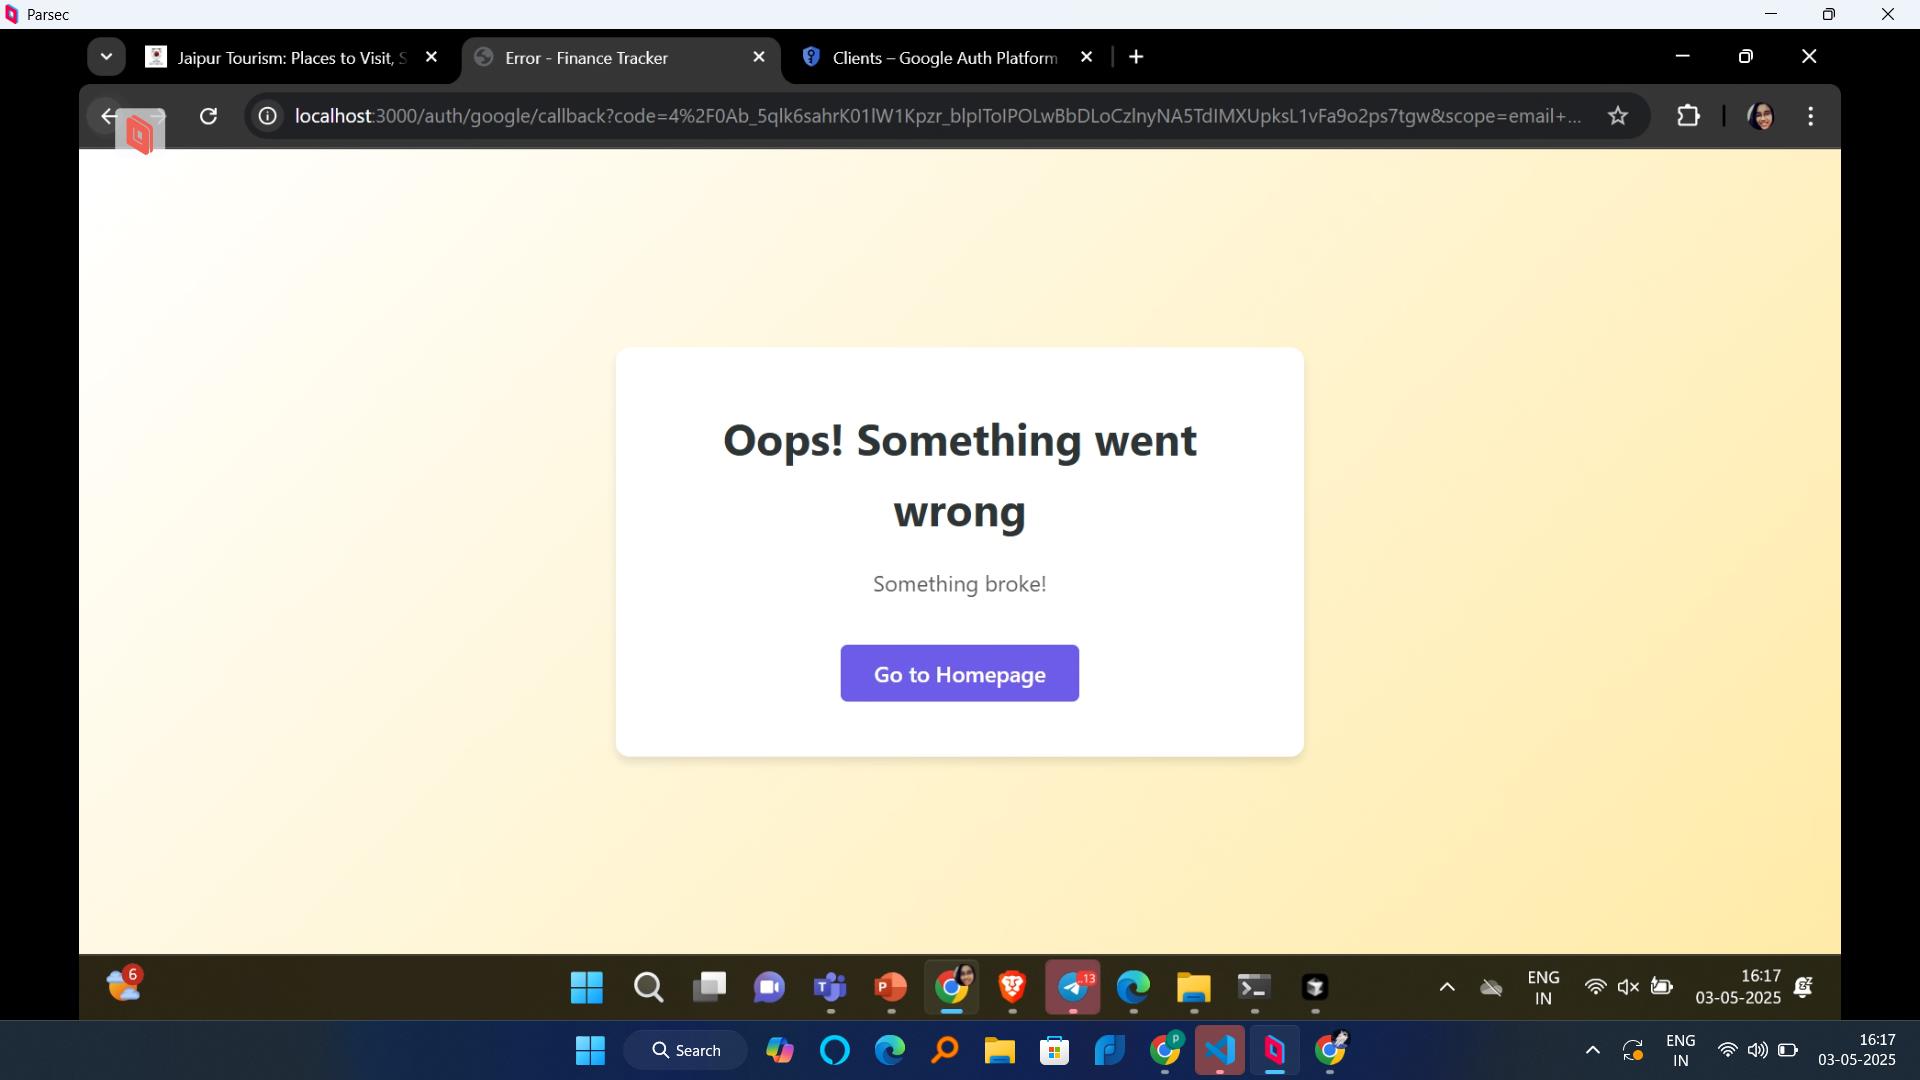 Parsec
Jaipur Tourism: Places to Visit, S
Error - Finance Tracker
Clients – Google Auth Platform
localhost:3000/auth/google/callback?code=4%2F0Ab_5qlk6sahrK01lW1Kpzr_blpIToIPOLwBbDLoCzlnyNA5TdIMXUpksL1vFa9o2ps7tgw&scope=email+...
Oops! Something went
wrong
Something broke!
Go to Homepage
6
13
ENG
IN
16:17
03-05-2025
Search
P
ENG
IN
16:17
03-05-2025